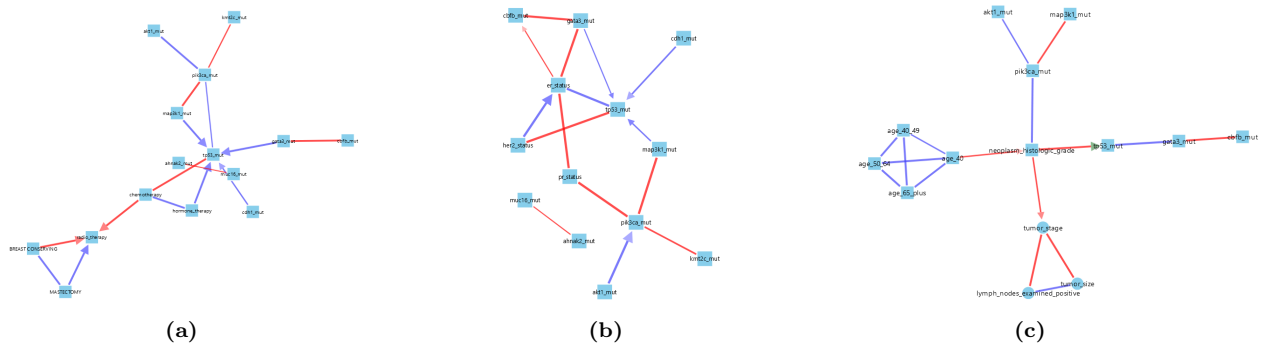 kmt2c_mut
akt1_mut
pik3ca_mut
map3k1_mut
gata3_mut
cbfb_mut
tp53_mut
ahnak2_mut
muc16_mut
chemotherapy
hormone_therapy
cdh1_mut
radio_therapy
BREAST CONSERVING
MASTECTOMY
(a)
cbfb_mut
gata3_mut
cdh1_mut
er_status
tp53_mut
her2_status
map3k1_mut
pr_status
muc16_mut
pik3ca_mut
ahnak2_mut
kmt2c_mut
akt1_mut
(b)
akt1_mut
map3k1_mut
pik3ca_mut
age_40_49
cbfb_mut
gata3_mut
tp53_mut
neoplasm_histologic_grade
age_40
age_50_64
age_65_plus
tumor_stage
tumor_size
lymph_nodes_examined_positive
(c)